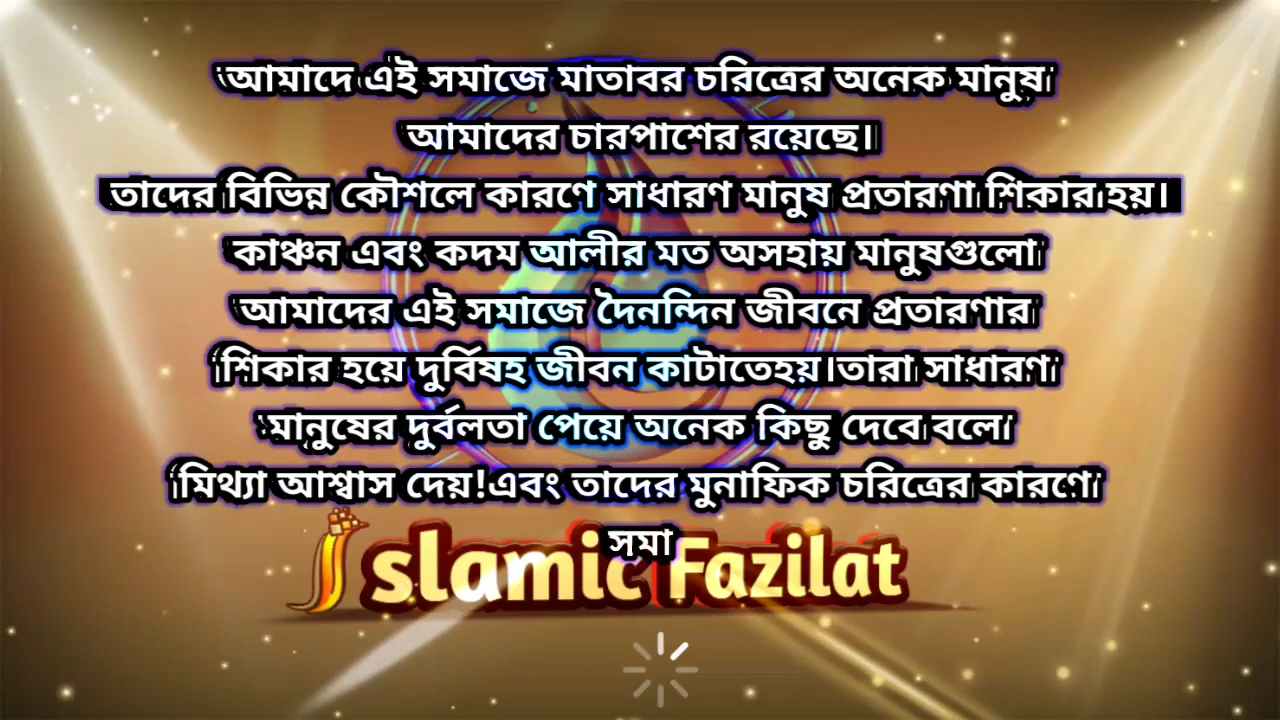 আমাদে এই সমাজে মাতাবর চরিত্রের অনেক মানুষ
আমাদের চারপাশের রয়েছে।
তাদের বিভিন্ন কৌশলে কারণে সাধারণ মানুষ প্রতারণা শিকার হয়।
কাঞ্চন এবং কদম আলীর মত অসহায় মানুষগুলো
আমাদের এই সমাজে দৈনন্দিন জীবনে প্রতারণার
শিকার হয়ে দুর্বিষহ জীবন কাটাতেহয়।তারা সাধারণ
মানুষের দুর্বলতা পেয়ে অনেক কিছু দেবে বলে
মিথ্যা আশ্বাস দেয়!এবং তাদের মুনাফিক চরিত্রের কারণে
সমা
Islamic Fazilat